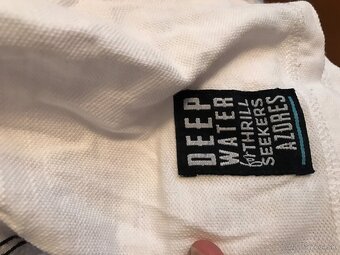 DEEP
WATER
for THRILL
SEEKERS
AZORES